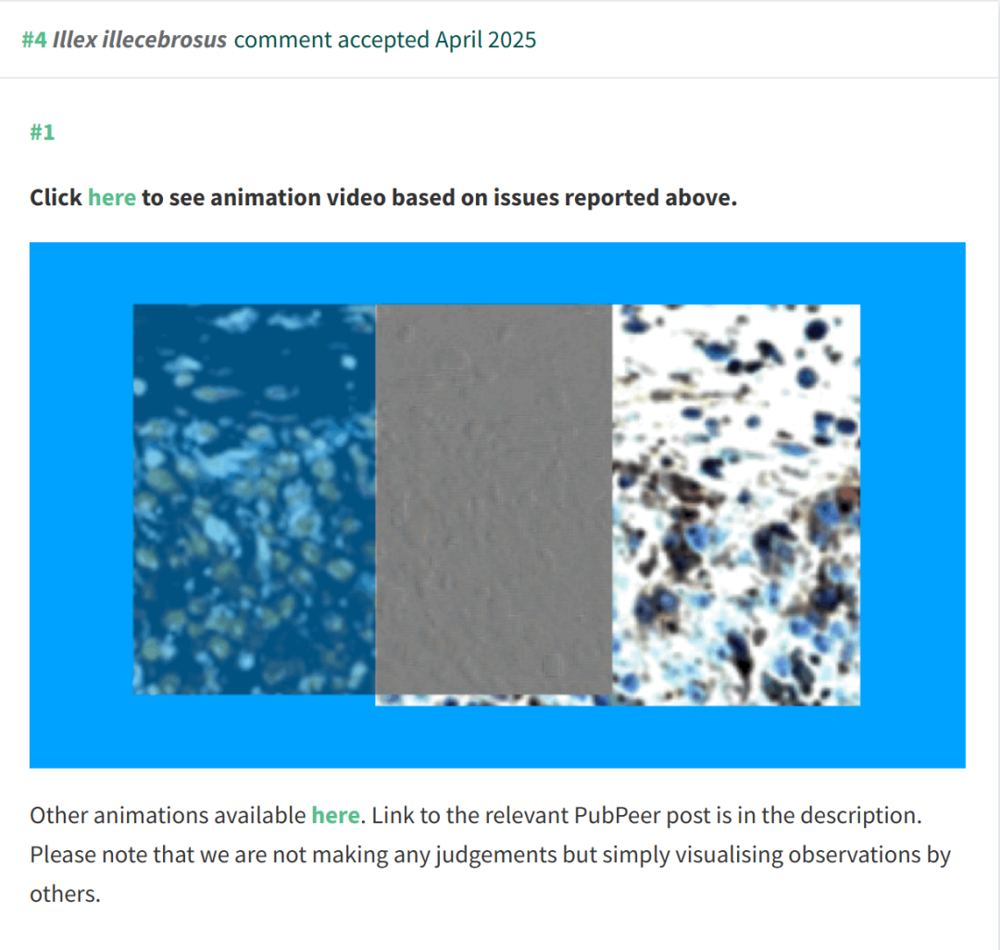 #4 Illex illecebrosus comment accepted April 2025
#1
Click here to see animation video based on issues reported above.
Other animations available here. Link to the relevant PubPeer post is in the description.
Please note that we are not making any judgements but simply visualising observations by
others.